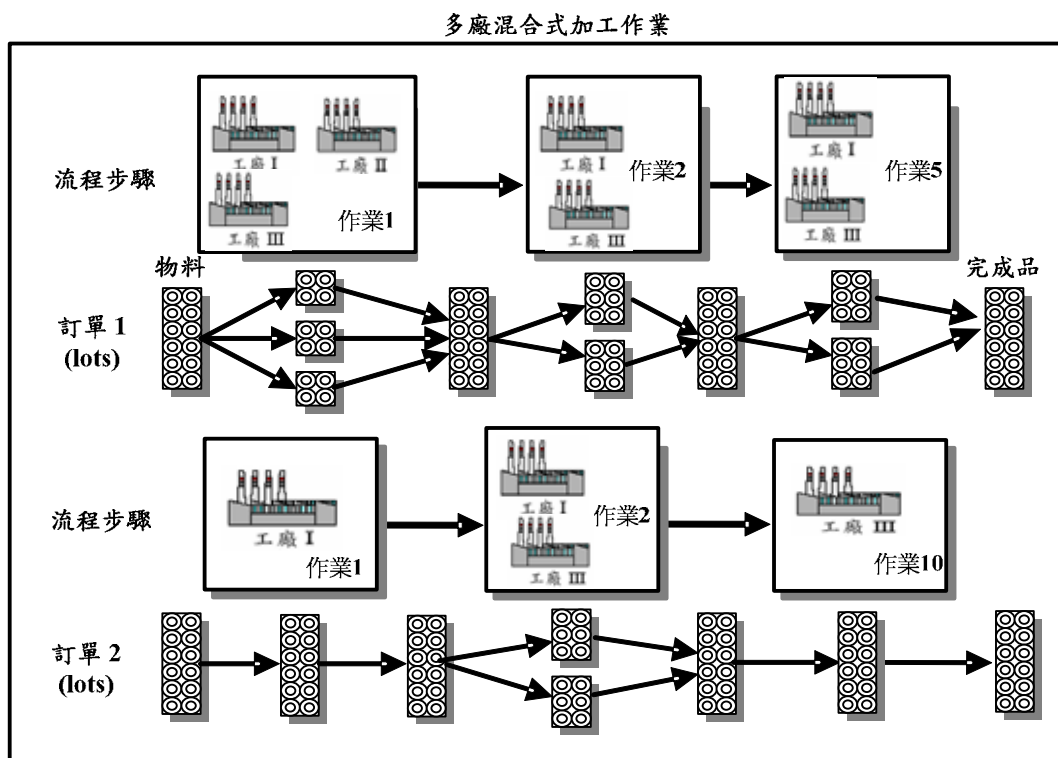 多廠混合式加工作業
工廠 I
工廠 II
工廠 III
作業1
工廠 I
作業2
工廠 III
工廠 I
作業5
工廠 III
流程步驟
物料
完成品
訂單 1
(lots)
工廠 I
作業1
工廠 I
作業2
工廠 III
工廠 III
作業10
流程步驟
訂單 2
(lots)